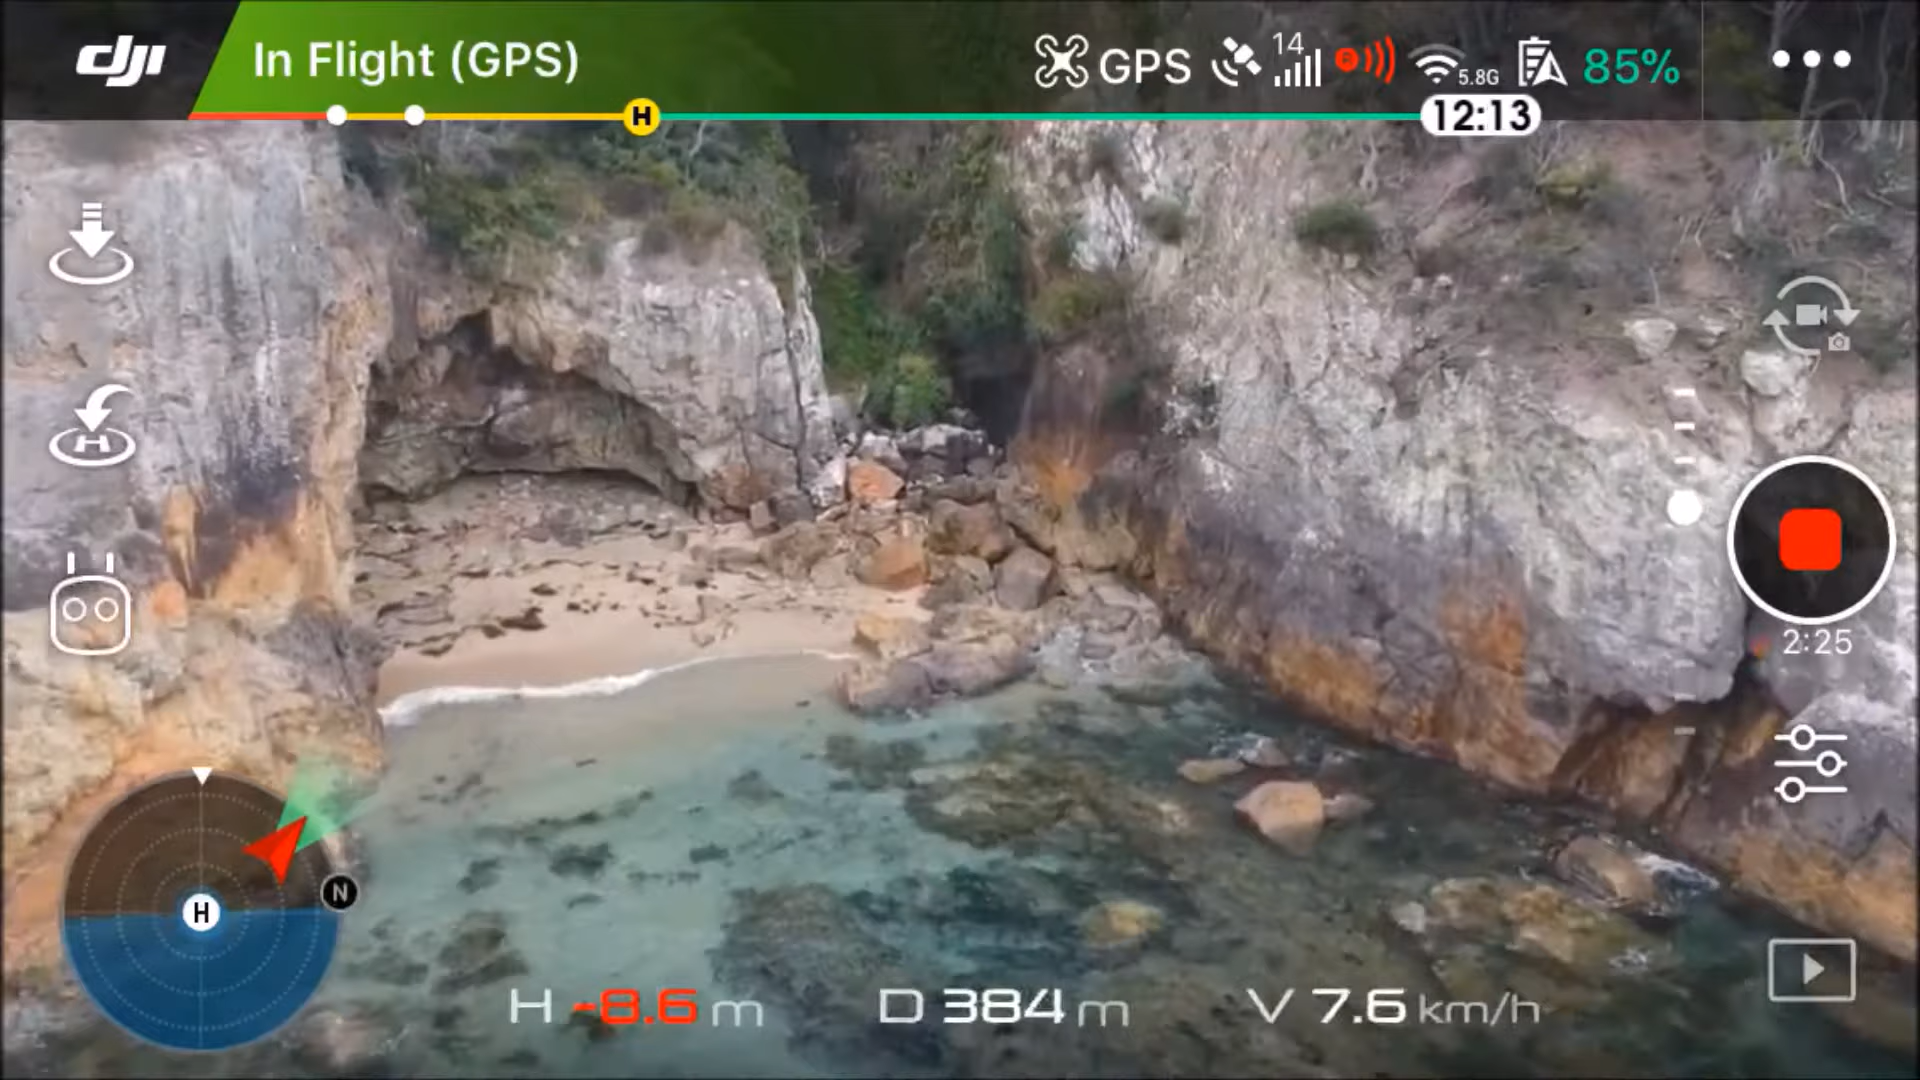 dji
In Flight (GPS)
GPS
14
5.8G
85%
H
12:13
H
2:25
N
H
H -8.6 m
D 384 m
V 7.6 km/h